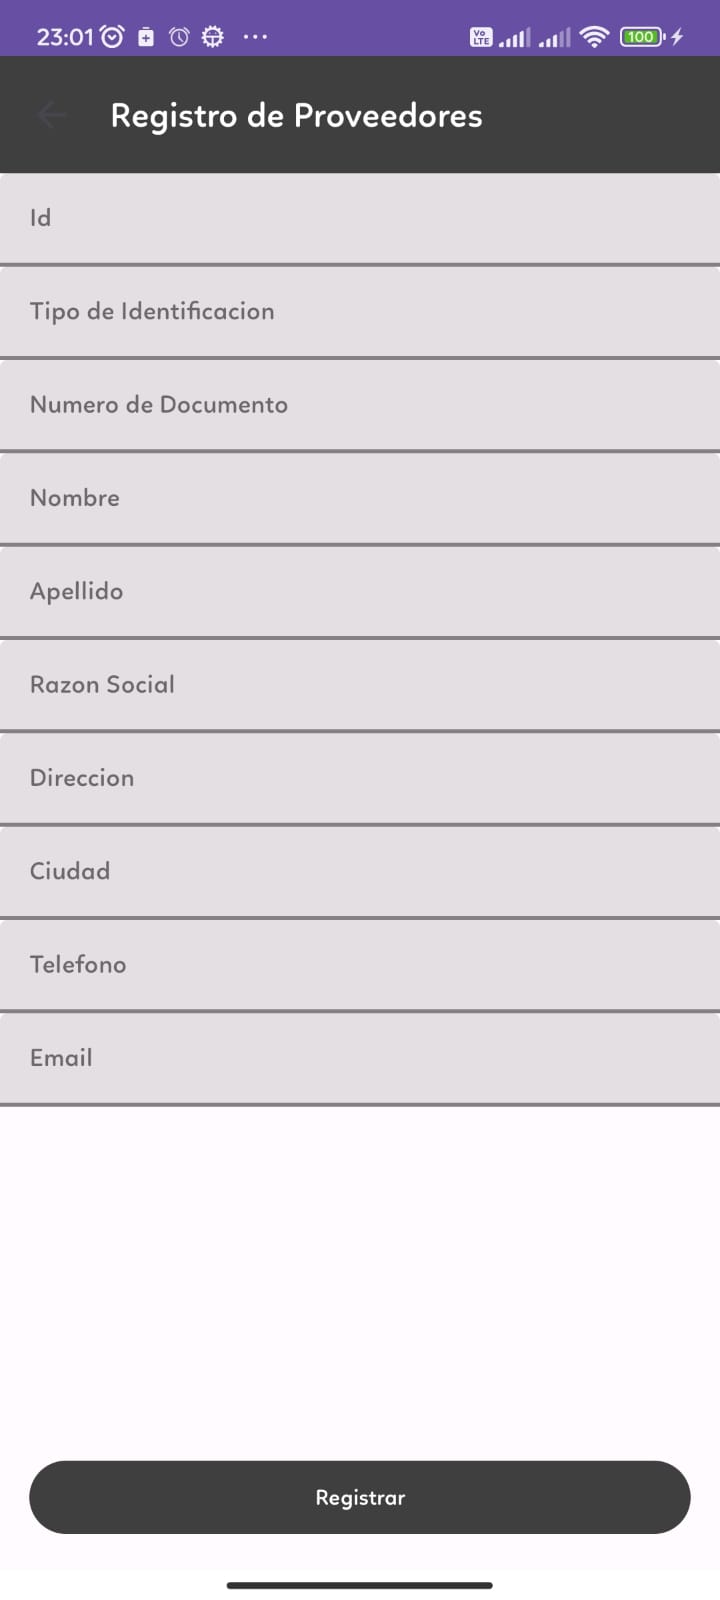 23:01
Vo LTE
100
Registro de Proveedores
Id
Tipo de Identificacion
Numero de Documento
Nombre
Apellido
Razon Social
Direccion
Ciudad
Telefono
Email
Registrar